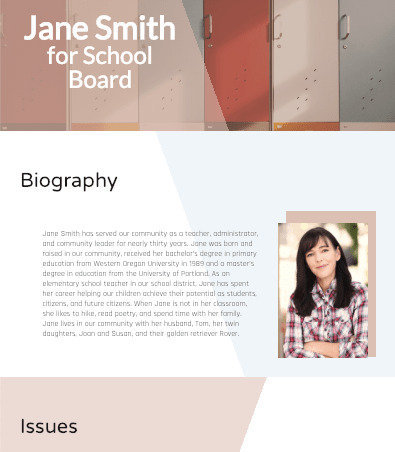 Jane Smith
for School
Board
Biography
Jane Smith has served our community as a teacher, administrator,
and community leader for nearly thirty years. Jane was born and
raised in our community, received her bachelor's degree in primary
education from Western Oregon University in 1989 and a master's
degree in education from the University of Portland. As an
elementary school teacher in our school district, Jane has spent
her career helping our children achieve their potential as students,
citizens, and future citizens. When Jane is not in her classroom,
she likes to hike, read poetry, and spend time with her family.
Jane lives in our community with her husband, Tom, her twin
daughters, Joan and Susan, and their golden retriever Rover.
Issues